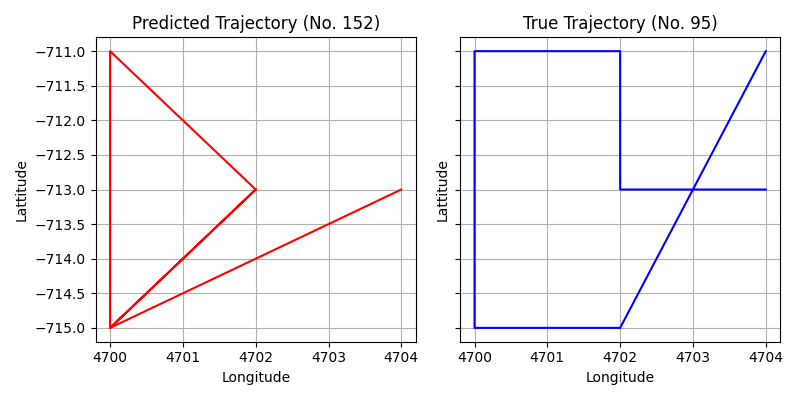 Predicted Trajectory (No. 152)
True Trajectory (No. 95)
−711.0
−711.5
−712.0
−712.5
−713.0
−713.5
−714.0
−714.5
−715.0
Lattitude
Lattitude
4700 4701 4702 4703 4704
4700 4701 4702 4703 4704
Longitude
Longitude